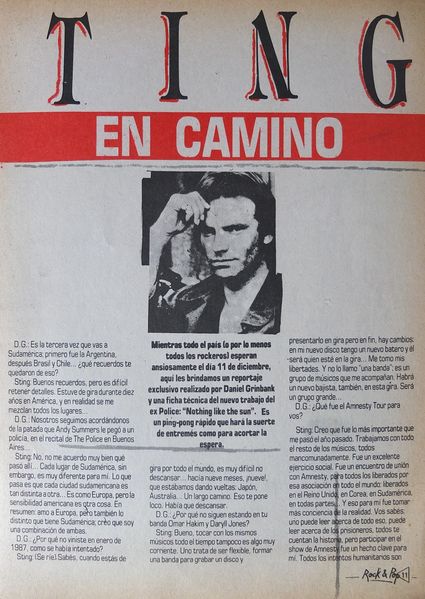 TING
EN CAMINO
D.G.: Es la tercera vez que vas a
Sudamérica; primero fue la Argentina,
después Brasil y Chile... ¿qué recuerdos te
quedaron de eso?
Sting: Buenos recuerdos, pero es difícil
retener detalles. Estuve de gira durante diez
años en América, y en realidad se me
mezclan todos los lugares...
D.G.: Nosotros seguimos acordándonos
de la patada que Andy Summers le pegó a un
policía, en el recital de The Police en Buenos
Aires...
Sting: No, no me acuerdo muy bien qué
pasó allí... Cada lugar de Sudamérica, sin
embargo, es muy diferente para mí. Lo que
pasa es que cada ciudad sudamericana es
tan distinta a otra... Es como Europa, pero la
sensibilidad americana es otra cosa. En
resumen: amo a Europa, pero también lo
distinto que tiene Sudamérica; creo que soy
una combinación de ambas.
D.G.: ¿Por qué no viniste en enero de
1987, como se había intentado?
Sting: (Se ríe) Sabés, cuando estás de
Mientras todo el país (o por lo menos
todos los rockeros) esperan
ansiosamente el día 11 de diciembre,
aquí les brindamos un reportaje
exclusivo realizado por Daniel Grinbank
y una ficha técnica del nuevo trabajo del
ex Police: "Nothing like the sun". Es
un ping-pong rápido que hará la suerte
de entremés como para acortar la
espera.
gira por todo el mundo, es muy difícil no
descansar... hacía nueve meses, ¡nueve!,
que estábamos dando vueltas: Japón,
Australia... Un largo camino. Eso te pone
loco. Había que descansar.
D.G.: ¿Por qué no siguen estando en tu
banda Omar Hakim y Daryll Jones?
Sting: Bueno, tocar con los mismos
músicos todo el tiempo tampoco es algo muy
corriente. Uno trata de ser flexible, formar
una banda para grabar un disco y
presentarlo en gira pero en fin, hay cambios:
en mi nuevo disco tengo un nuevo batero y él
será quien esté en la gira... Me tomo mis
libertades. Y no lo llamo "una banda": es un
grupo de músicos que me acompañan. Habrá
un nuevo bajista, también, en esta gira. Será
un grupo grande...
D.G.: ¿Qué fue el Amnesty Tour para
vos?
Sting: Creo que fue lo más importante que
me pasó el año pasado. Trabajamos con todo
el resto de los músicos, todos
mancomunadamente. Fue un excelente
ejercicio social. Fue un encuentro de unión
con Amnesty, para todos los liberados por
esa asociación en todo el mundo: liberados
en el Reino Unido, en Corea, en Sudamérica,
en todas partes... Y eso para mí fue tomar
más conciencia de la realidad. Vos sabés:
uno puede leer acerca de todo eso, puede
leer acerca de los prisioneros, todos te
cuentan la historia, pero participar en el
show de Amnesty fue un hecho clave para
mí. Todos los intentos humanitarios son
Rock & Pop 11